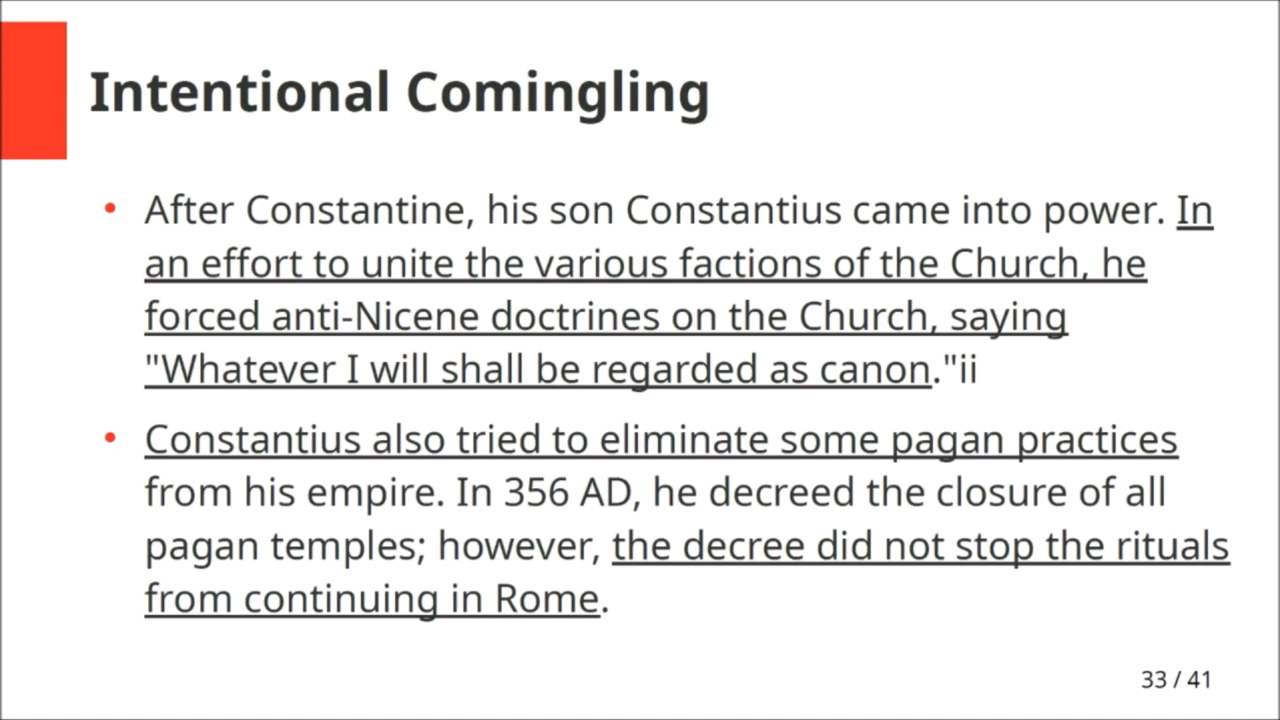 Intentional Comingling
• After Constantine, his son Constantius came into power. In
an effort to unite the various factions of the Church, he
forced anti-Nicene doctrines on the Church, saying
"Whatever I will shall be regarded as canon."ii
• Constantius also tried to eliminate some pagan practices
from his empire. In 356 AD, he decreed the closure of all
pagan temples; however, the decree did not stop the rituals
from continuing in Rome.
33 / 41